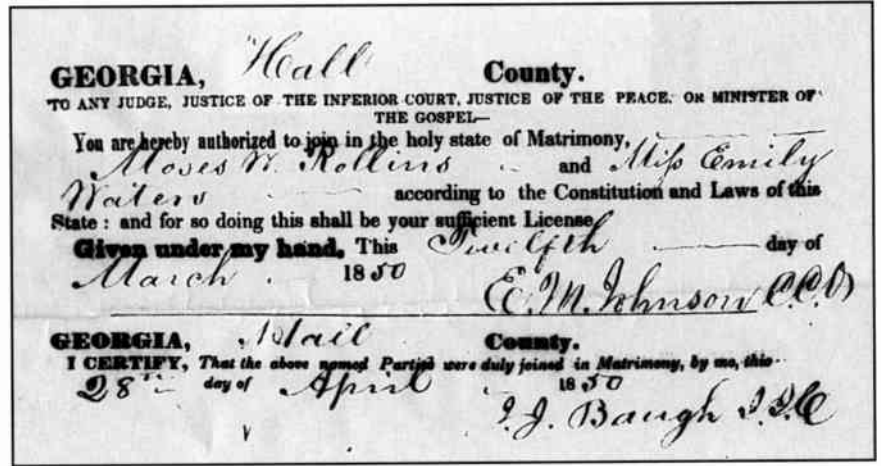 GEORGIA, Hall County.
TO ANY JUDGE, JUSTICE OF THE INFERIOR COURT, JUSTICE OF THE PEACE, OR MINISTER OF
THE GOSPEL—
You are hereby authorized to join in the holy state of Matrimony,
Moses W. Rollins and Miss Emily
Waters according to the Constitution and Laws of this
State : and for so doing this shall be your sufficient License
Given under my hand, This Twelfth day of
March 1850
E. M. Johnson C.C.O
GEORGIA, Hall County.
I CERTIFY, That the above named Parties were duly joined in Matrimony, by me, this
28th day of April 1850
J. Baugh